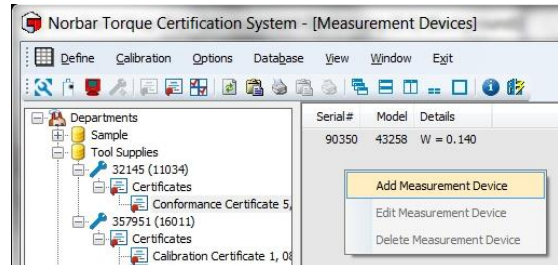 Norbar Torque Certification System - [Measurement Devices]
Define Calibration Options Database View Window Exit
Departments
Sample
Tool Supplies
32145 (11034)
Certificates
Conformance Certificate 5,
357951 (16011)
Certificates
Calibration Certificate 1, 08
Serial# Model Details
90350 43258 W = 0.140
Add Measurement Device
Edit Measurement Device
Delete Measurement Device